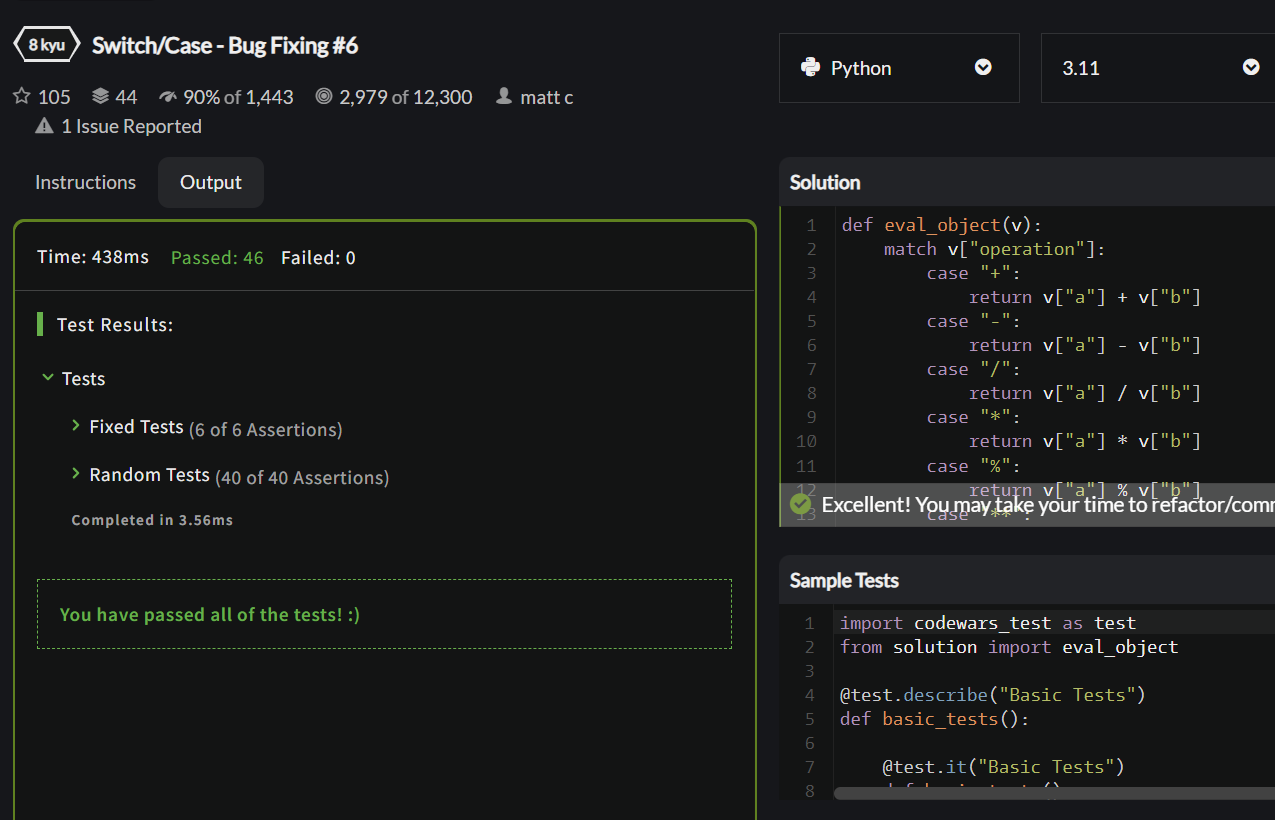 8 kyu Switch/Case - Bug Fixing #6
105 44 90% of 1,443 2,979 of 12,300 matt c
1 Issue Reported
Instructions Output
Time: 438ms Passed: 46 Failed: 0
Test Results:
Tests
Fixed Tests (6 of 6 Assertions)
Random Tests (40 of 40 Assertions)
Completed in 3.56ms
You have passed all of the tests! :)
Python 3.11
Solution
1 def eval_object(v):
2 match v["operation"]:
3 case "+":
4 return v["a"] + v["b"]
5 case "-":
6 return v["a"] - v["b"]
7 case "/":
8 return v["a"] / v["b"]
9 case "*":
10 return v["a"] * v["b"]
11 case "%":
12 return v["a"] % v["b"]
13 case "**":
Excellent! You may take your time to refactor/comm
Sample Tests
1 import codewars_test as test
2 from solution import eval_object
3
4 @test.describe("Basic Tests")
5 def basic_tests():
6
7 @test.it("Basic Tests")
8